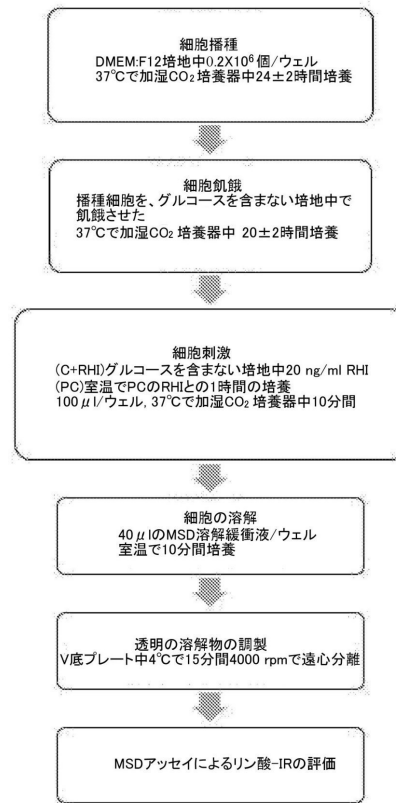 細胞播種
DMEM:F12培地中0.2X10⁶個/ウェル
37℃で加湿CO₂培養器中24±2時間培養
細胞飢餓
播種細胞を、グルコースを含まない培地中で
飢餓させた
37℃で加湿CO₂培養器中 20±2時間培養
細胞刺激
(C+RHI)グルコースを含まない培地中20 ng/ml RHI
(PC)室温でPCのRHIとの1時間の培養
100μl/ウェル, 37℃で加湿CO₂培養器中10分間
細胞の溶解
40μlのMSD溶解緩衝液/ウェル
室温で10分間培養
透明の溶解物の調製
V底プレート中4℃で15分間4000 rpmで遠心分離
MSDアッセイによるリン酸-IRの評価